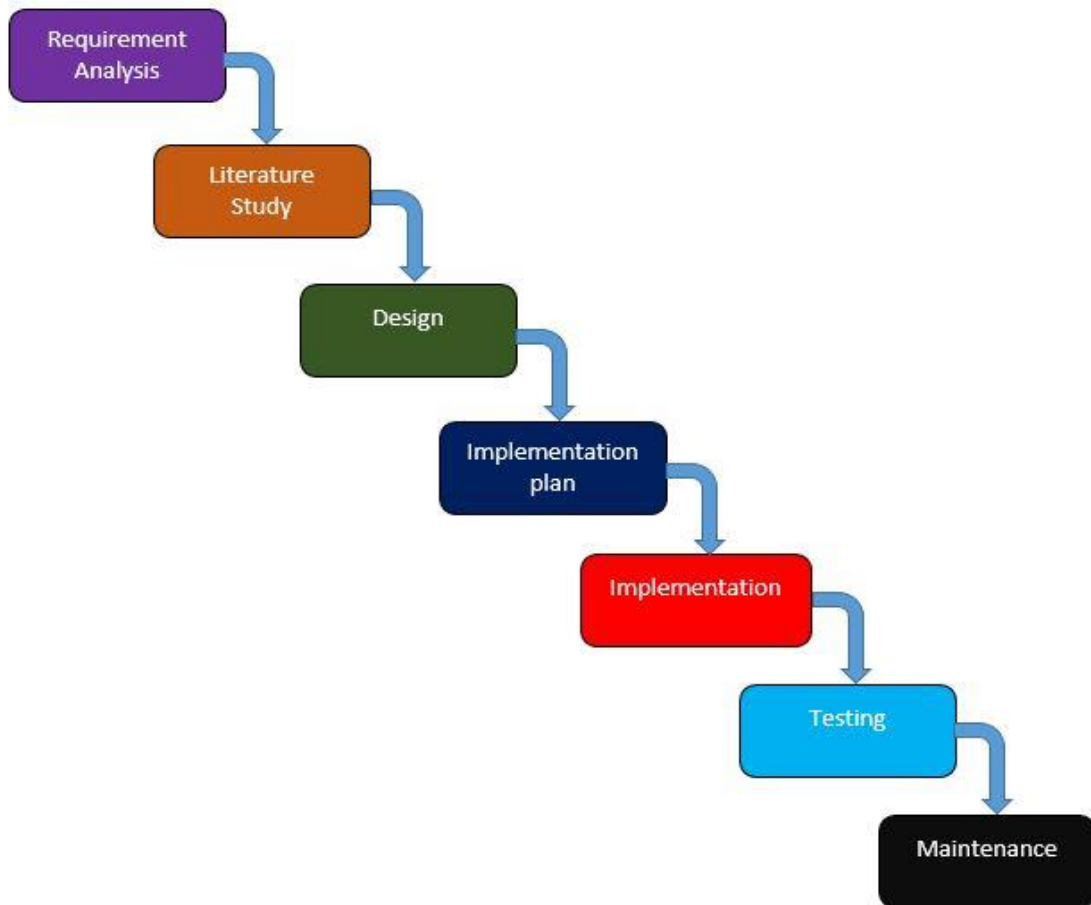 Requirement
Analysis
Literature
Study
Design
Implementation
plan
Implementation
Testing
Maintenance